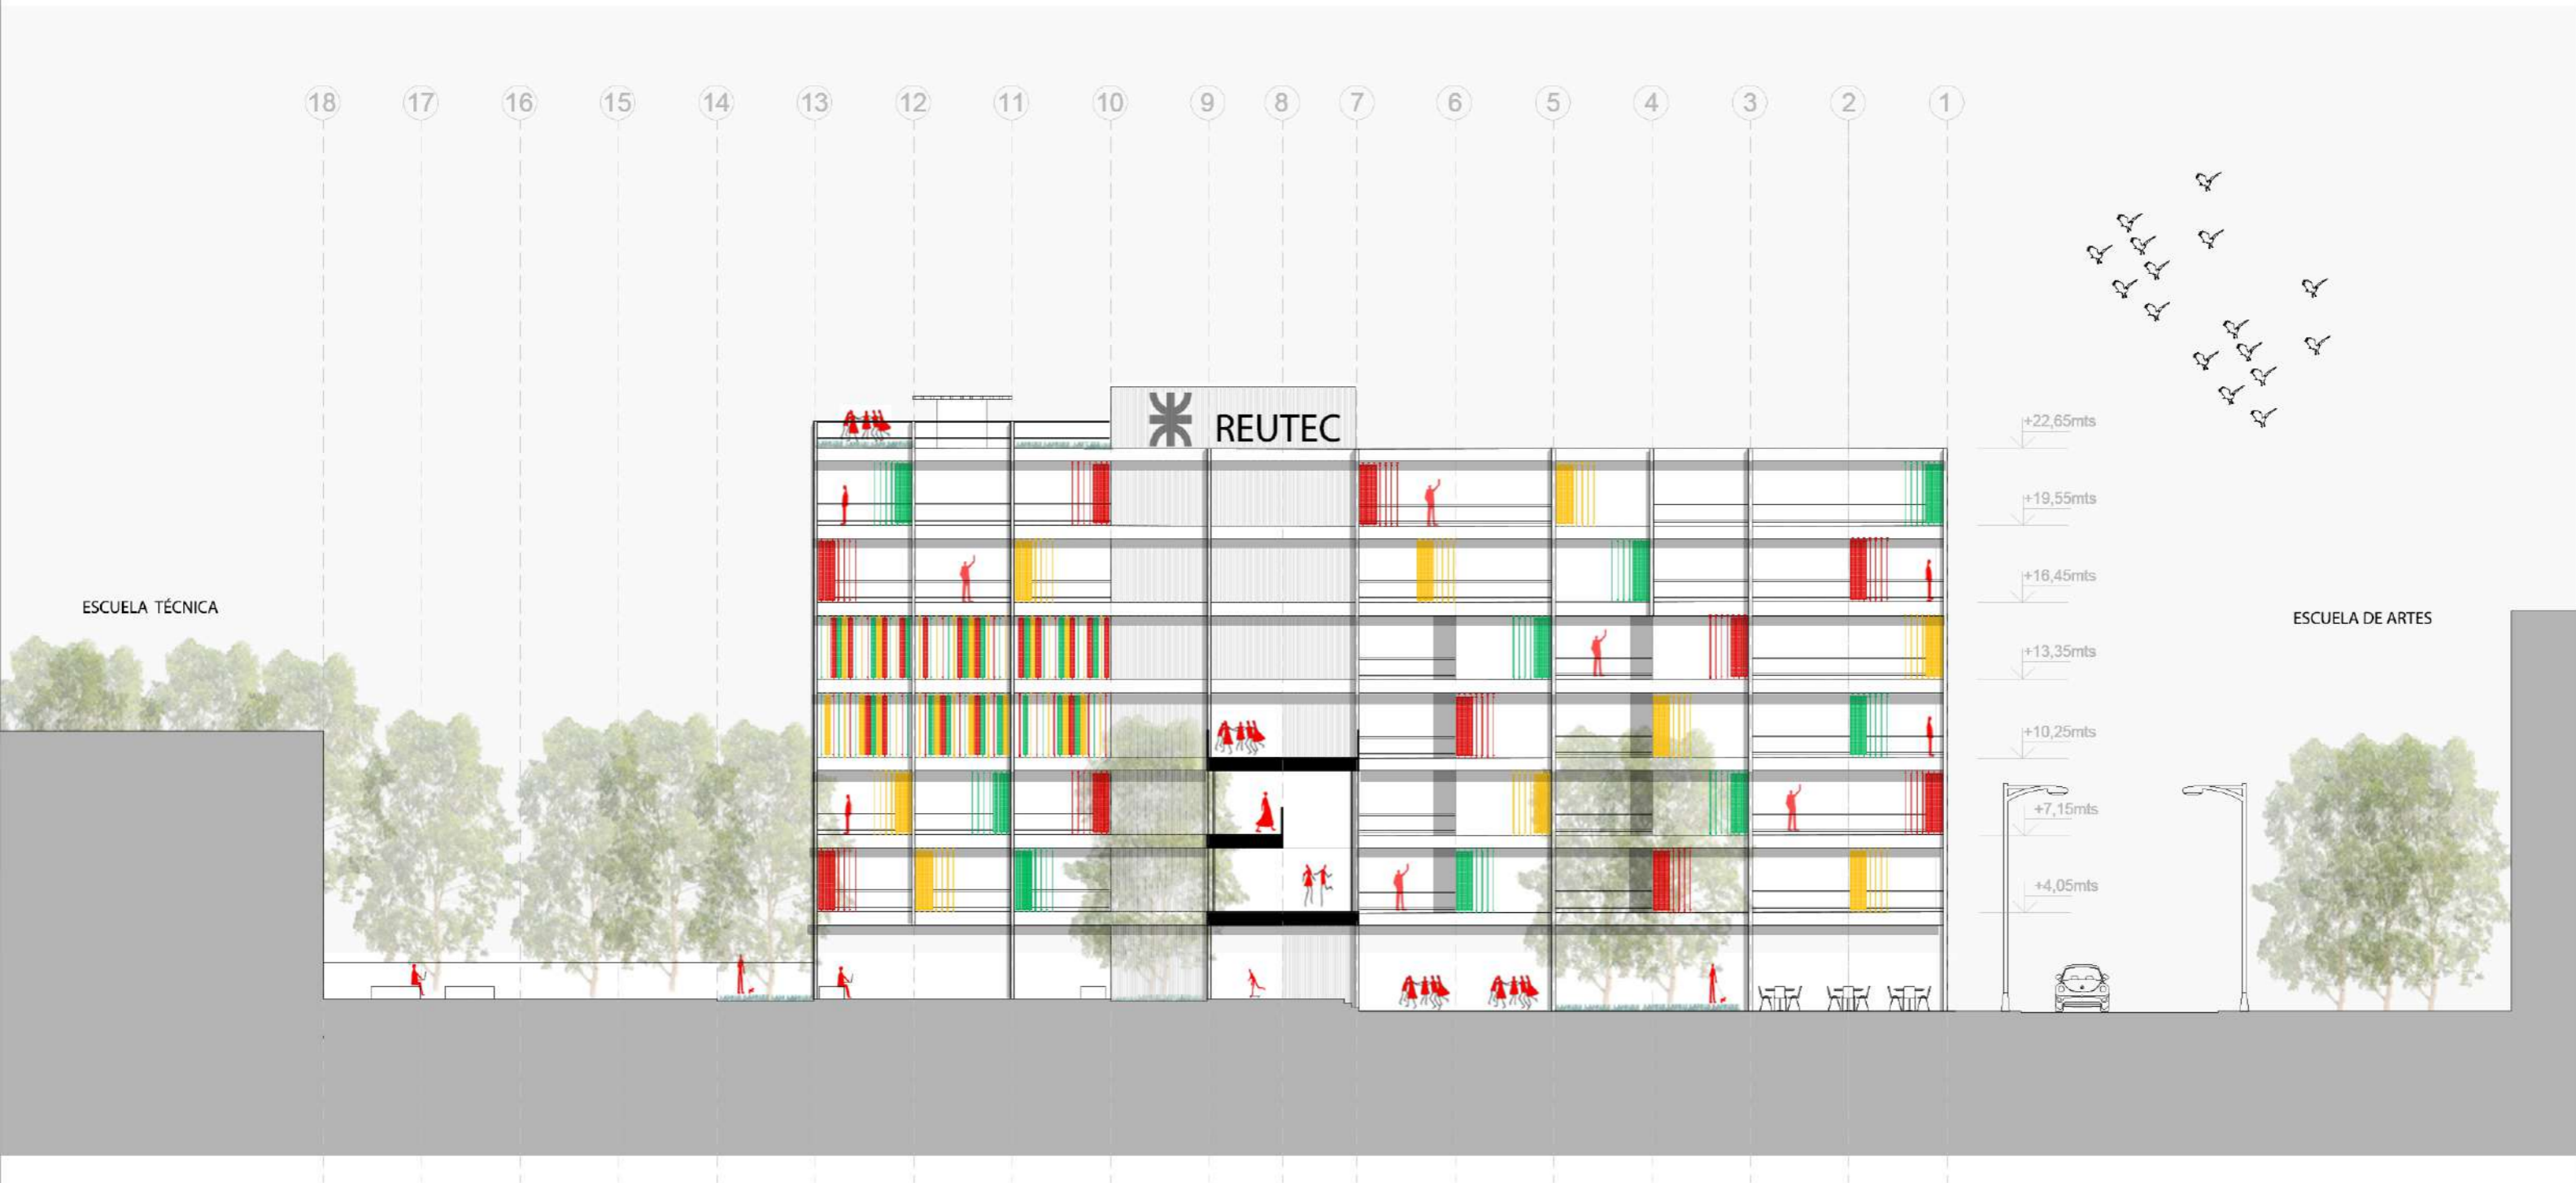 18 17 16 15 14 13 12 11 10 9 8 7 6 5 4 3 2 1
REUTEC
+22,65mts
+19,55mts
+16,45mts
ESCUELA TÉCNICA
ESCUELA DE ARTES
+13,35mts
+10,25mts
+7,15mts
+4,05mts